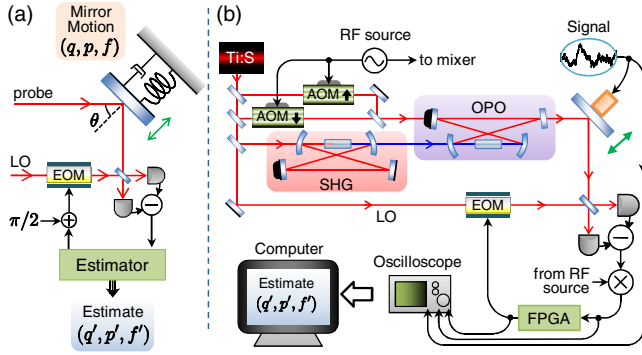 (a)
Mirror
Motion
(q, p, f)
probe
θ
LO
EOM
π/2
+
−
Estimator
Estimate
(q′, p′, f′)
(b)
RF source
Signal
Ti:S
to mixer
AOM
AOM
OPO
SHG
LO
EOM
−
Computer
Oscilloscope
from RF
source
×
Estimate
(q′, p′, f′)
FPGA